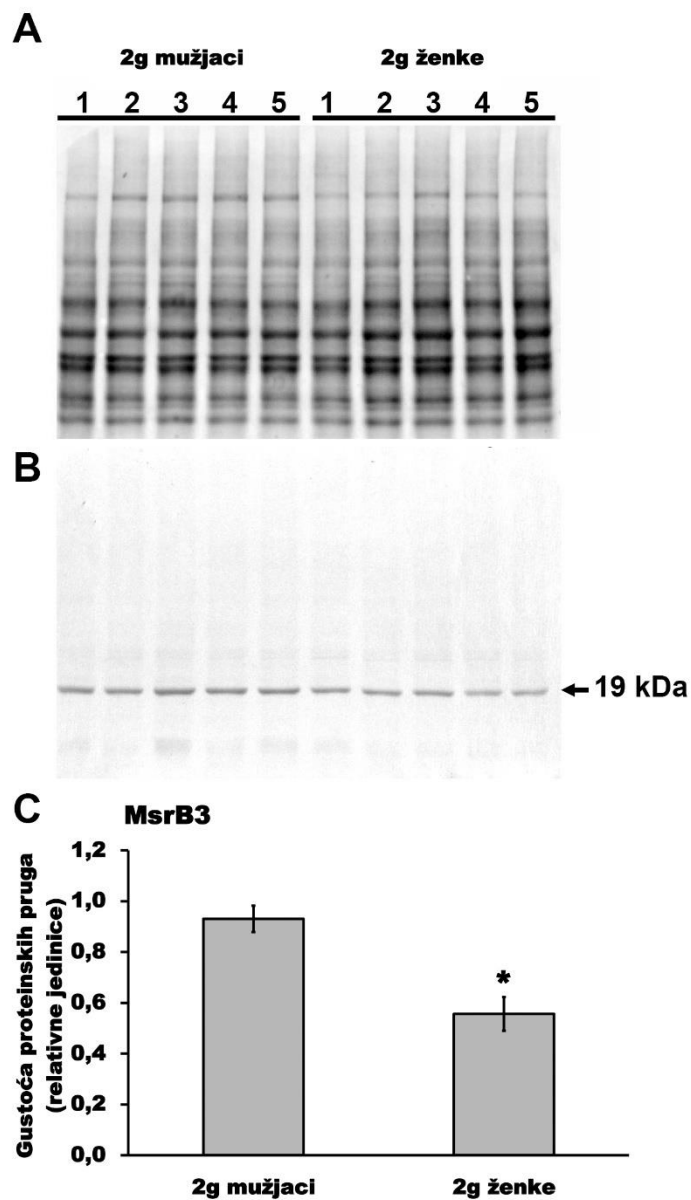 A
2g mužjaci 2g ženke
1 2 3 4 5 1 2 3 4 5
B
19 kDa
C
MsrB3
Gustoća proteinskih pruga
(relativne jedinice)
1,2
1,0
0,8
0,6
0,4
0,2
0,0
*
2g mužjaci 2g ženke